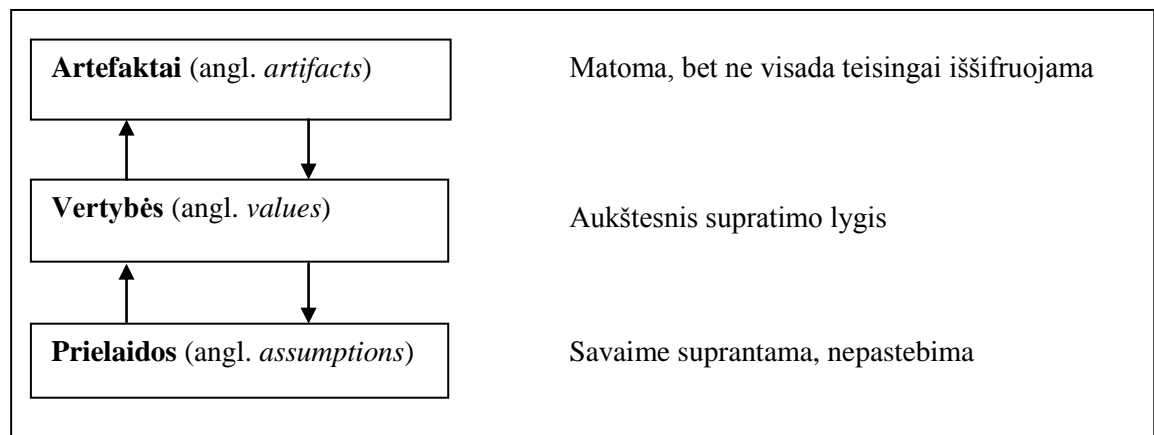 Artefaktai (angl. artifacts)
Matoma, bet ne visada teisingai iššifruojama
Vertybės (angl. values)
Aukštesnis supratimo lygis
Prielaidos (angl. assumptions)
Savaime suprantama, nepastebima